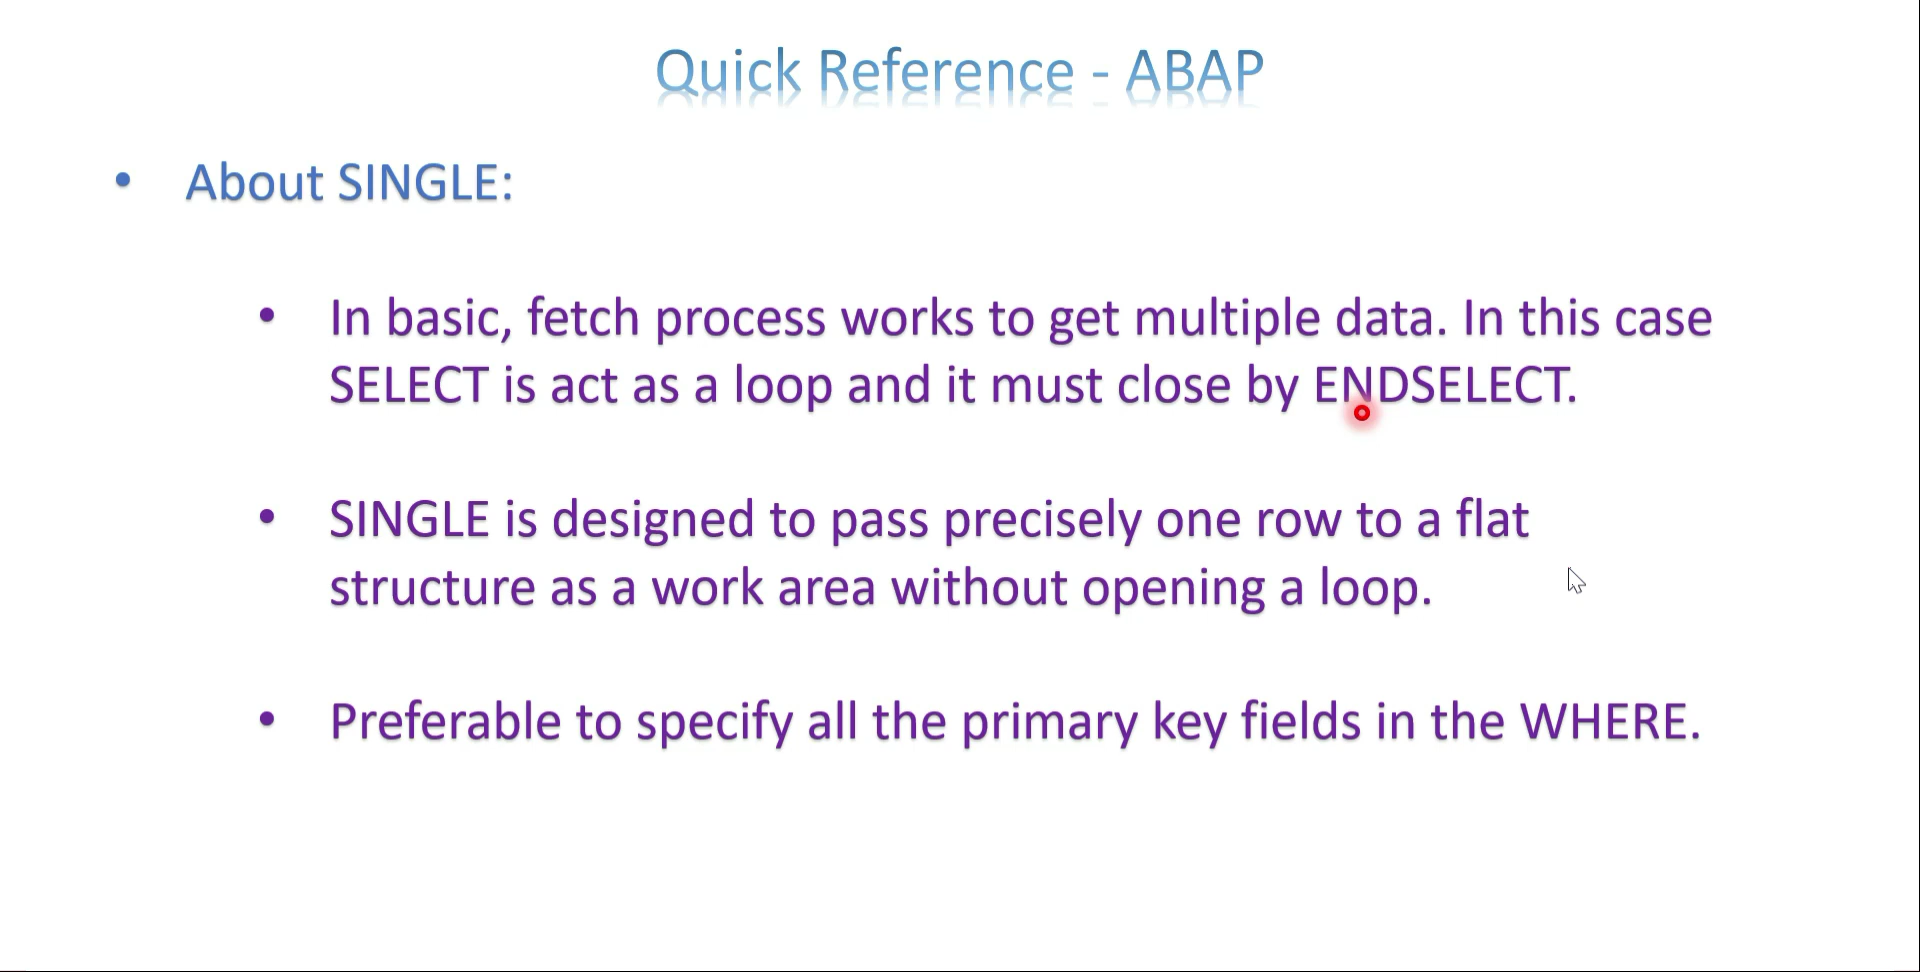 Quick Reference - ABAP
• About SINGLE:
• In basic, fetch process works to get multiple data. In this case
SELECT is act as a loop and it must close by ENDSELECT.
• SINGLE is designed to pass precisely one row to a flat
structure as a work area without opening a loop.
• Preferable to specify all the primary key fields in the WHERE.